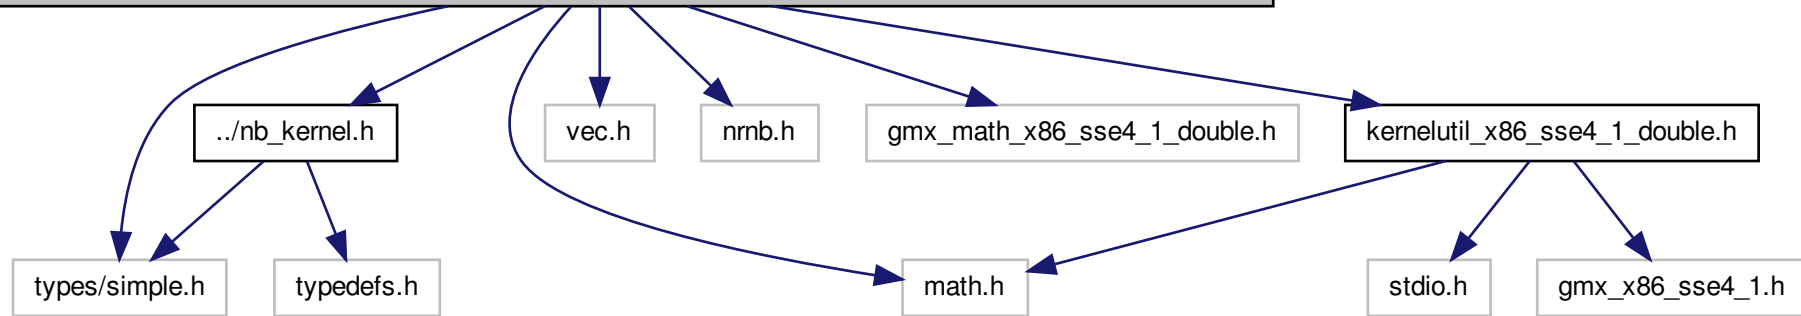 ../nb_kernel.h
vec.h
nrnb.h
gmx_math_x86_sse4_1_double.h
kernelutil_x86_sse4_1_double.h
types/simple.h
typedefs.h
math.h
stdio.h
gmx_x86_sse4_1.h